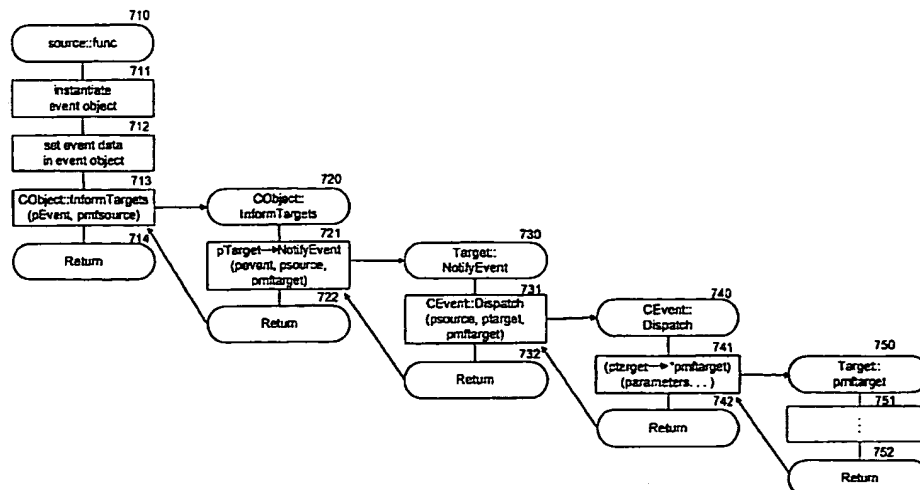 710
source::func
711
instantiate
event object
712
set event data
in event object
713
CObject::InformTargets
(pEvent, pmfsource)
714
Return
720
CObject::
InformTargets
721
pTarget→NotifyEvent
(pevent, psource,
pmftarget)
722
Return
730
Target::
NotifyEvent
731
CEvent::Dispatch
(psource, ptarget,
pmftarget)
732
Return
740
CEvent::
Dispatch
741
(ptarget→*pmftarget)
(parameters...)
742
Return
750
Target::
pmftarget
751
⋮
752
Return